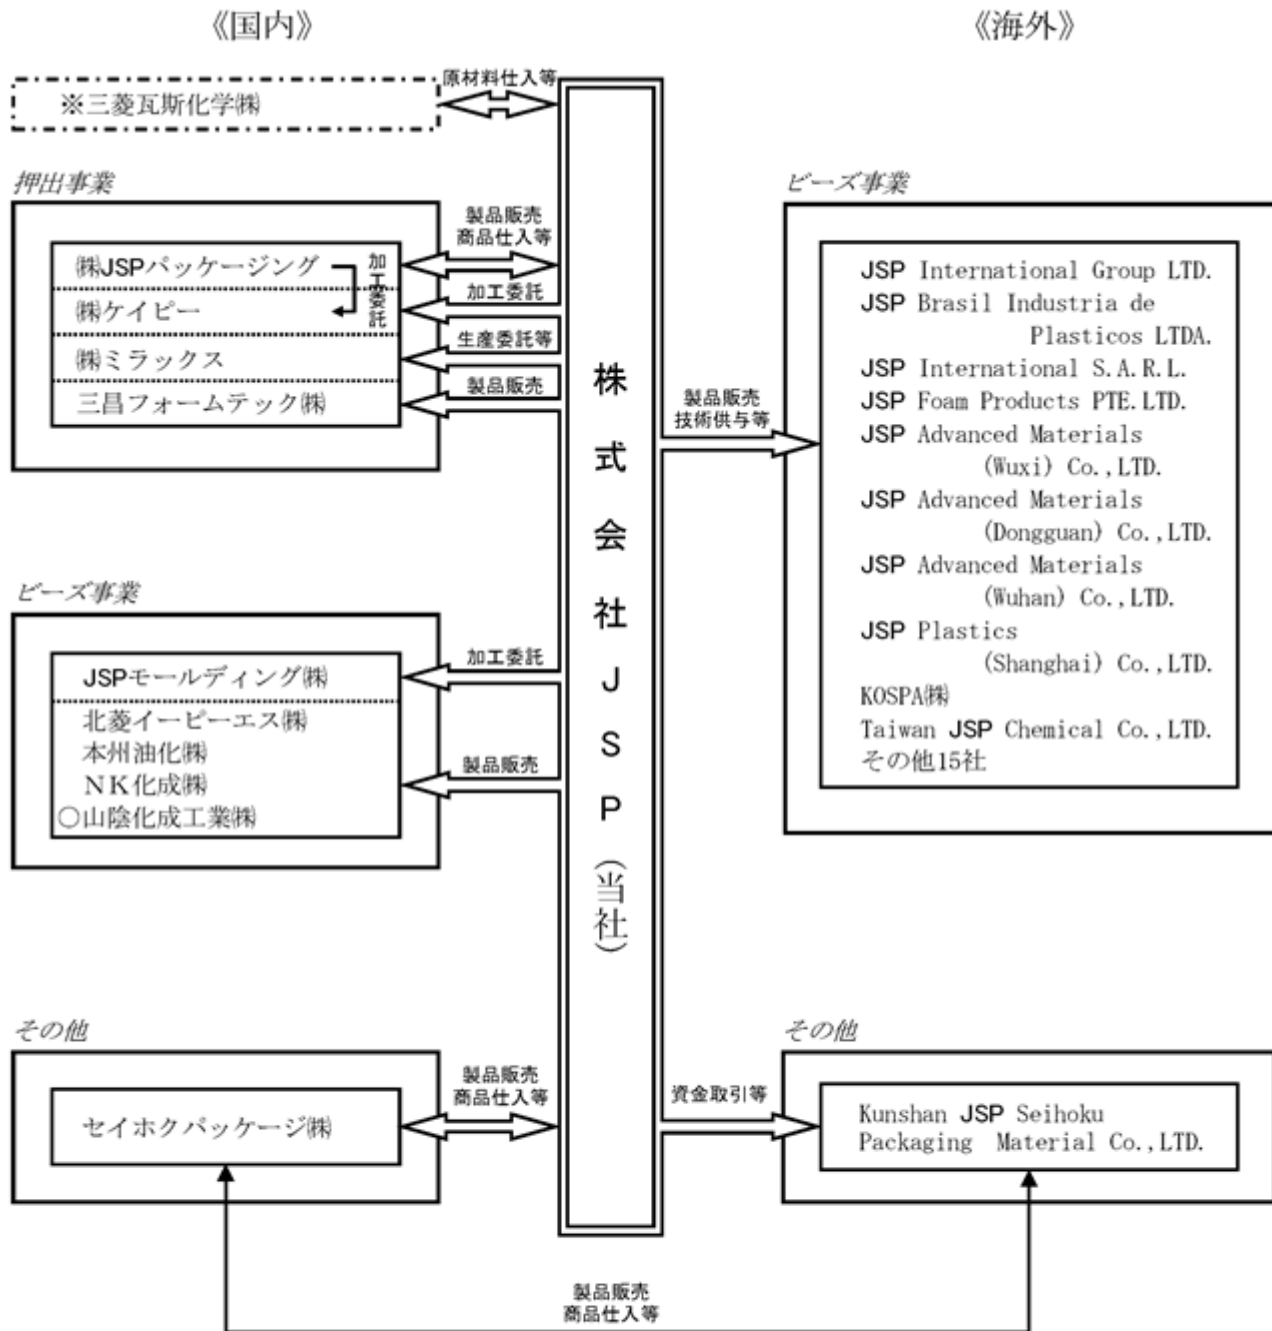 《国内》
《海外》
※三菱瓦斯化学㈱
原材料仕入等
押出事業
㈱JSPパッケージング
㈱ケイピー
㈱ミラックス
三昌フォームテック㈱
加工委託
製品販売
商品仕入等
加工委託
生産委託等
製品販売
ビーズ事業
JSPモールディング㈱
北菱イーピーエス㈱
本州油化㈱
ＮＫ化成㈱
○山陰化成工業㈱
加工委託
製品販売
その他
セイホクパッケージ㈱
製品販売
商品仕入等
株式会社ＪＳＰ（当社）
製品販売
技術供与等
ビーズ事業
JSP International Group LTD.
JSP Brasil Industria de
Plasticos LTDA.
JSP International S.A.R.L.
JSP Foam Products PTE.LTD.
JSP Advanced Materials
(Wuxi) Co.,LTD.
JSP Advanced Materials
(Dongguan) Co.,LTD.
JSP Advanced Materials
(Wuhan) Co.,LTD.
JSP Plastics
(Shanghai) Co.,LTD.
KOSPA㈱
Taiwan JSP Chemical Co.,LTD.
その他15社
資金取引等
その他
Kunshan JSP Seihoku
Packaging Material Co.,LTD.
製品販売
商品仕入等